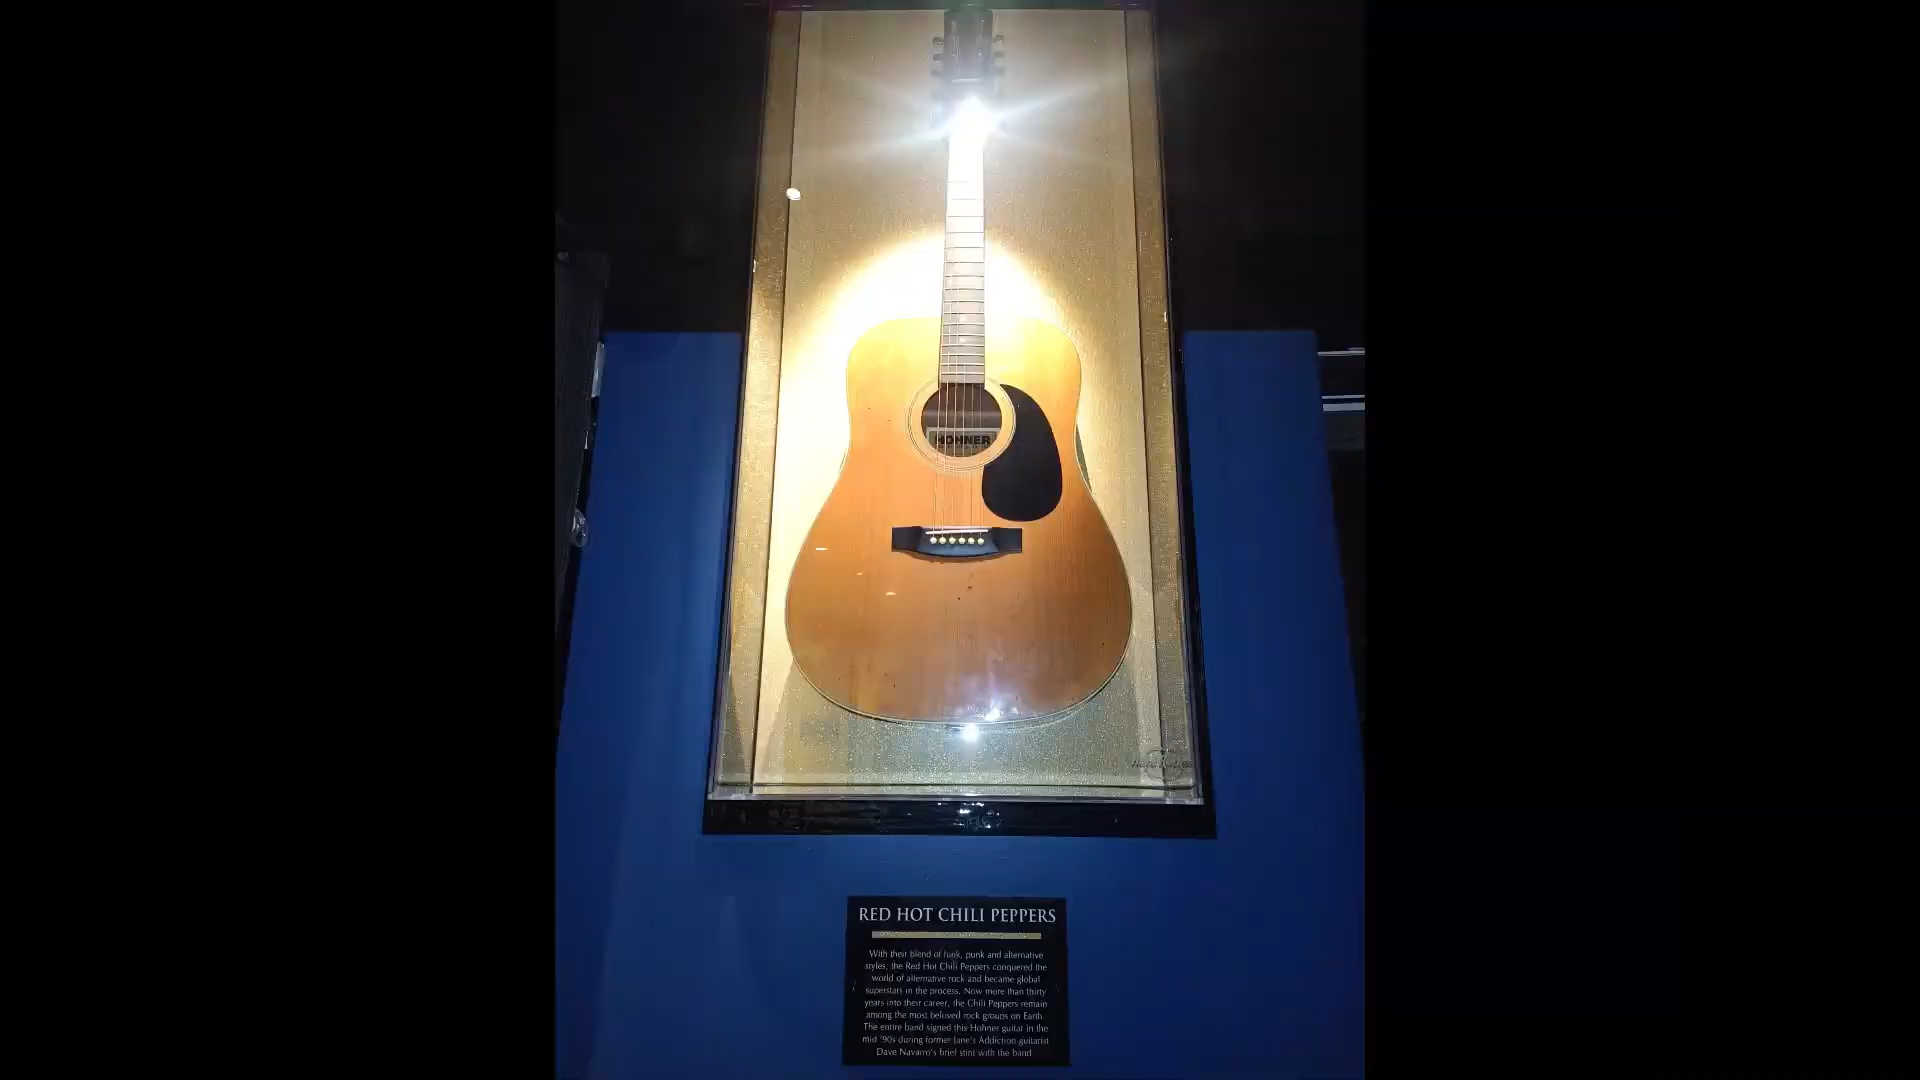 HOHNER
RED HOT CHILI PEPPERS
With their blend of funk, punk and alternative
styles, the Red Hot Chili Peppers conquered the
world of alternative rock and became global
superstars in the process. Now more than thirty
years into their career, the Chili Peppers remain
among the most beloved rock groups on Earth.
The entire band signed this Hohner guitar in the
mid '90s during former Jane's Addiction guitarist
Dave Navarro's brief stint with the band